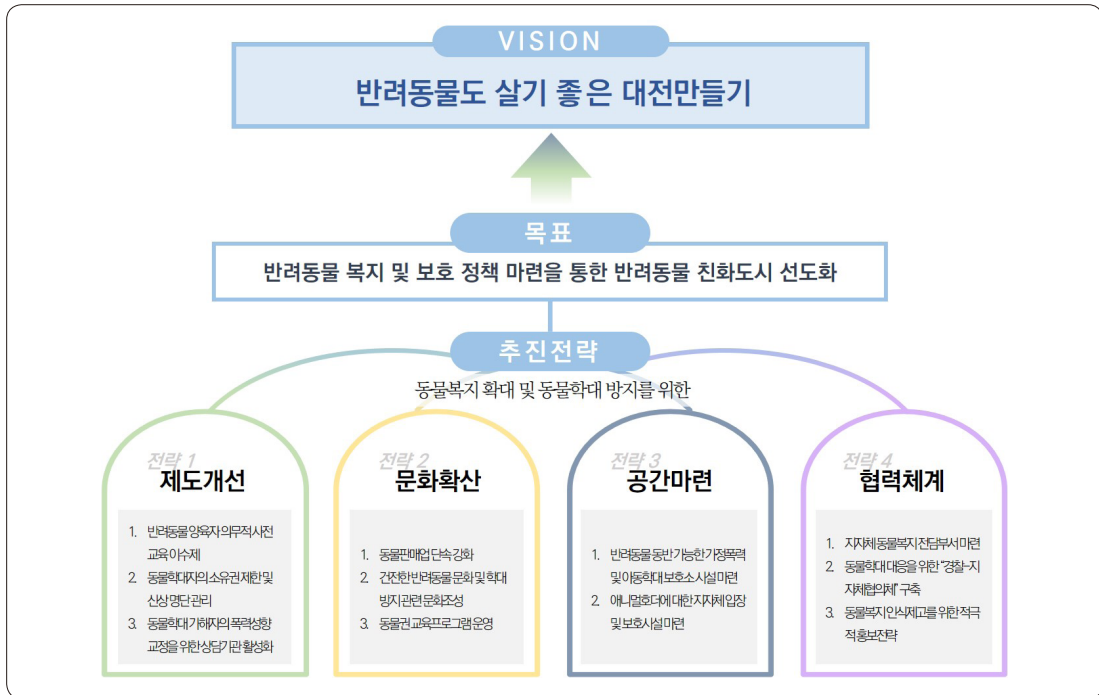 VISION
반려동물도 살기 좋은 대전만들기
목표
반려동물 복지 및 보호 정책 마련을 통한 반려동물 친화도시 선도화
추진전략
동물복지 확대 및 동물학대 방지를 위한
전략 1
제도개선
1. 반려동물 양육자 의무적 사전
교육 이수제
2. 동물학대자의 소유권 제한 및
신상 명단 관리
3. 동물학대 가해자의 폭력성향
교정을 위한 상담기관 활성화
전략 2
문화확산
1. 동물판매업 단속 강화
2. 건전한 반려동물 문화 및 학대
방지 관련 문화조성
3. 동물권 교육프로그램 운영
전략 3
공간마련
1. 반려동물 동반 가능한 가정폭력
및 아동학대 보호소 시설 마련
2. 애니멀호더에 대한 지자체 입장
및 보호시설 마련
전략 4
협력체계
1. 지자체 동물복지 전담부서 마련
2. 동물학대 대응을 위한 "경찰-지
자체협의체" 구축
3. 동물복지 인식제고를 위한 적극
적 홍보전략